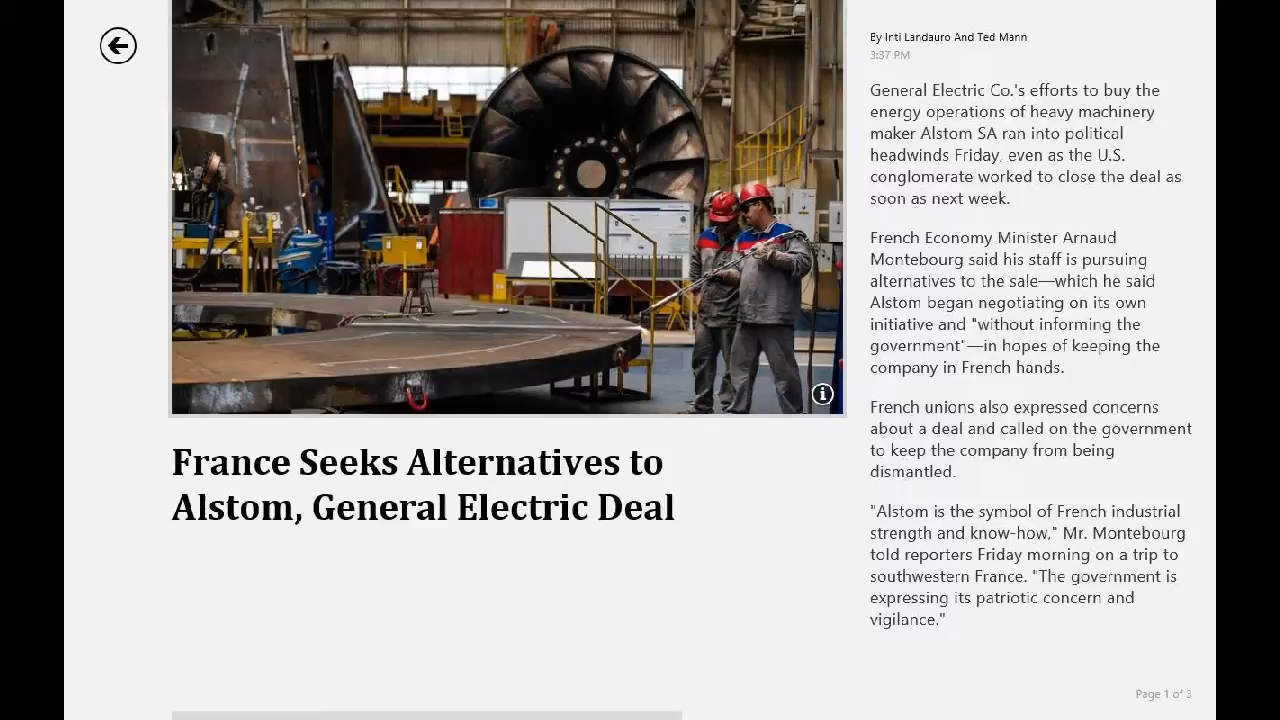 By Inti Landauro And Ted Mann
3:37 PM
General Electric Co.'s efforts to buy the
energy operations of heavy machinery
maker Alstom SA ran into political
headwinds Friday, even as the U.S.
conglomerate worked to close the deal as
soon as next week.
French Economy Minister Arnaud
Montebourg said his staff is pursuing
alternatives to the sale—which he said
Alstom began negotiating on its own
initiative and "without informing the
government"—in hopes of keeping the
company in French hands.
French unions also expressed concerns
about a deal and called on the government
to keep the company from being
dismantled.
"Alstom is the symbol of French industrial
strength and know-how," Mr. Montebourg
told reporters Friday morning on a trip to
southwestern France. "The government is
expressing its patriotic concern and
vigilance."
France Seeks Alternatives to
Alstom, General Electric Deal
Page 1 of 3